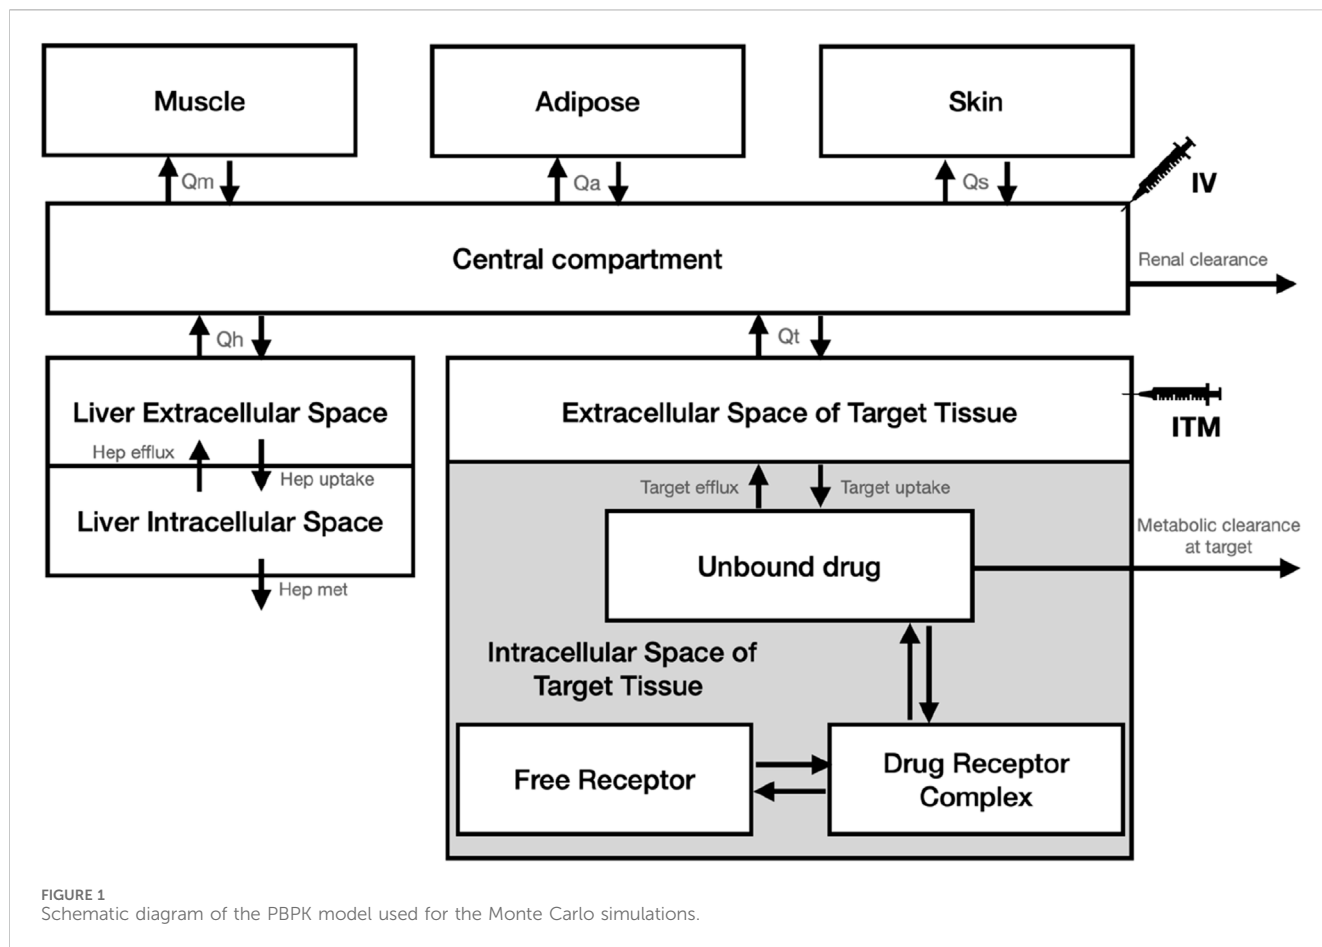 Muscle
Adipose
Skin
Qm
Qa
Qs
IV
Central compartment
Renal clearance
Qh
Qt
Liver Extracellular Space
Extracellular Space of Target Tissue
ITM
Hep efflux
Hep uptake
Target efflux
Target uptake
Liver Intracellular Space
Metabolic clearance
at target
Unbound drug
Hep met
Intracellular Space of
Target Tissue
Free Receptor
Drug Receptor
Complex
FIGURE 1
Schematic diagram of the PBPK model used for the Monte Carlo simulations.